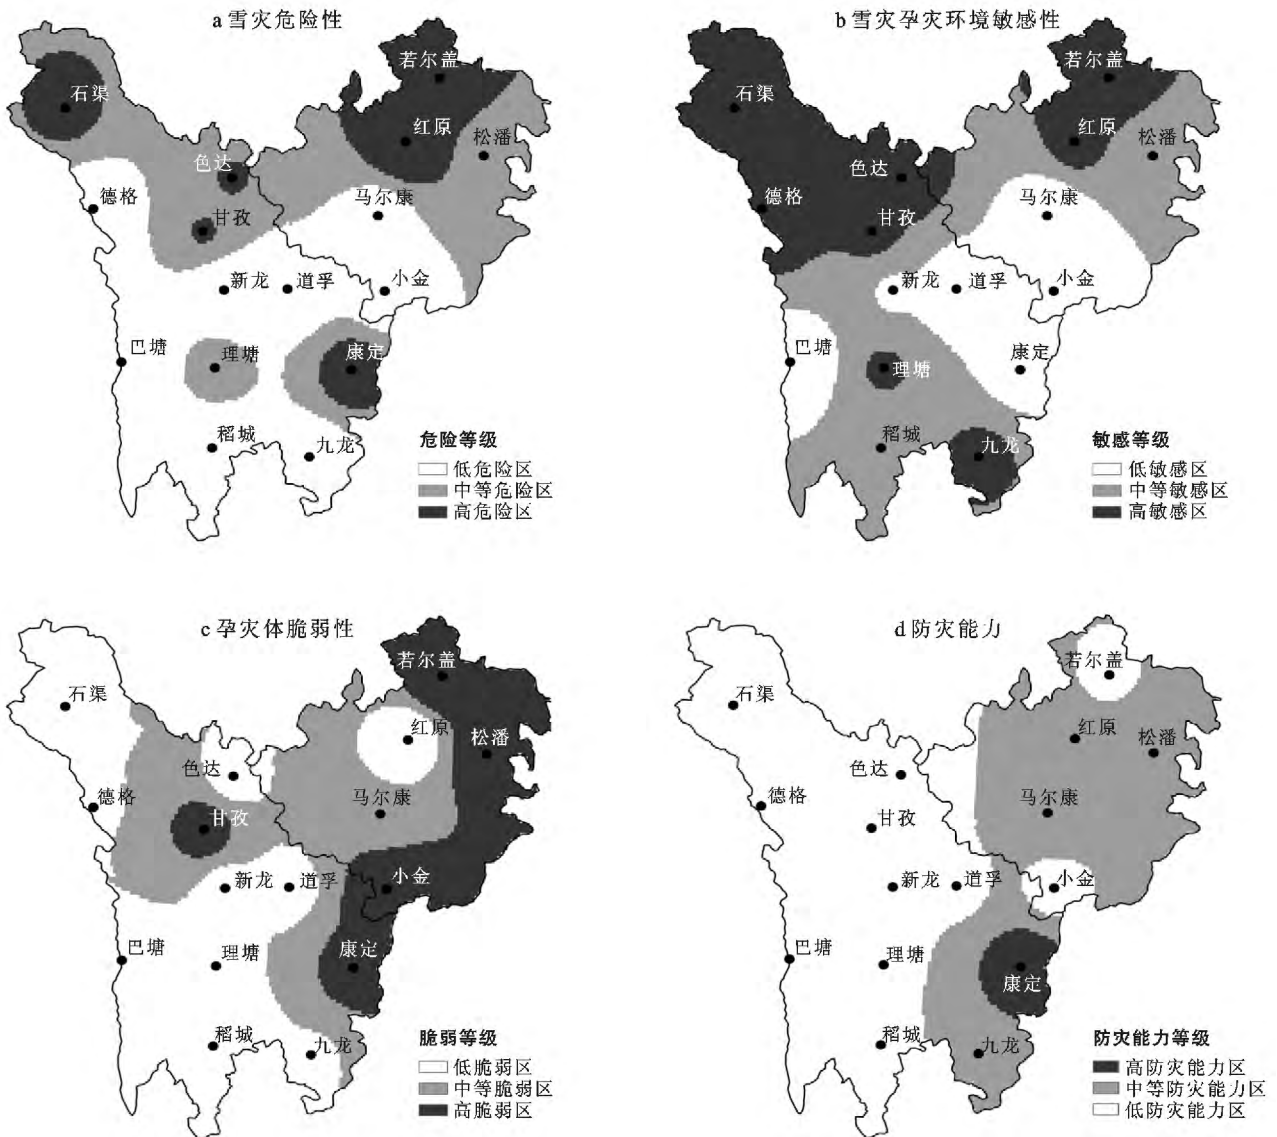 a 雪灾危险性
若尔盖
石渠
红原
松潘
色达
德格
马尔康
甘孜
新龙
道孚
小金
巴塘
理塘
康定
稻城
九龙
危险等级
低危险区
中等危险区
高危险区
b 雪灾孕灾环境敏感性
若尔盖
石渠
红原
松潘
色达
德格
马尔康
甘孜
新龙
道孚
小金
巴塘
理塘
康定
稻城
九龙
敏感等级
低敏感区
中等敏感区
高敏感区
c 孕灾体脆弱性
若尔盖
石渠
红原
松潘
色达
德格
马尔康
甘孜
新龙
道孚
小金
巴塘
理塘
康定
稻城
九龙
脆弱等级
低脆弱区
中等脆弱区
高脆弱区
d 防灾能力
若尔盖
石渠
红原
松潘
色达
德格
马尔康
甘孜
新龙
道孚
小金
巴塘
理塘
康定
稻城
九龙
防灾能力等级
高防灾能力区
中等防灾能力区
低防灾能力区